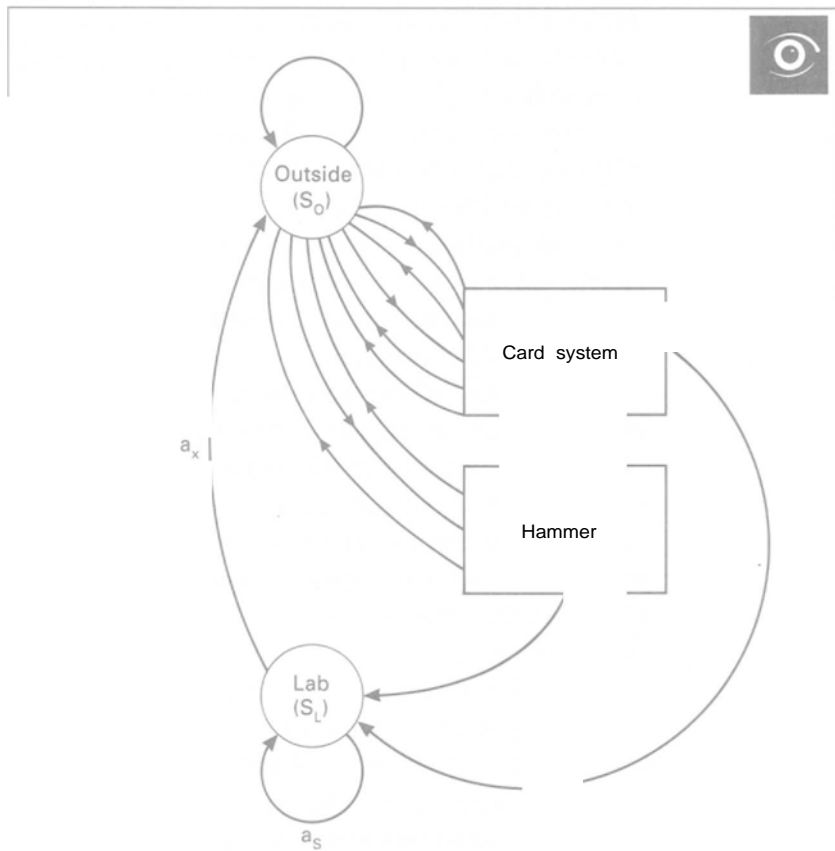 Outside
(S_O)
Card system
a_x
Hammer
Lab
(S_L)
a_S